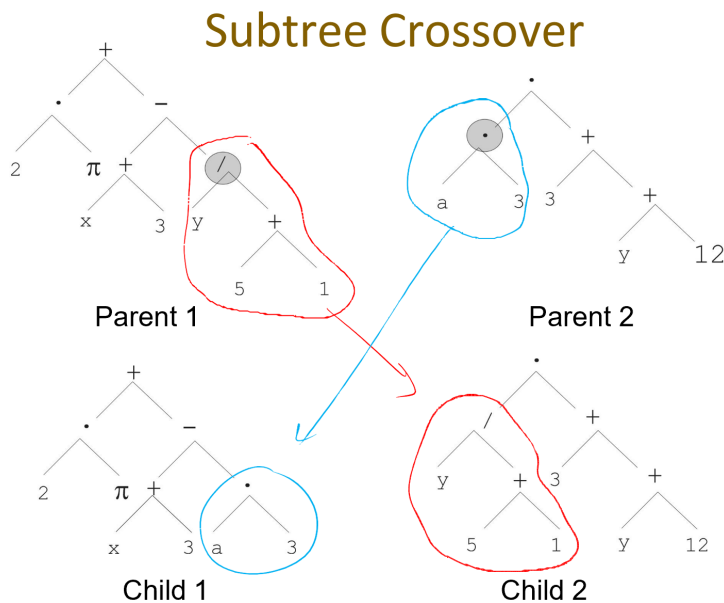 Subtree Crossover
+
· −
2 π + /
x 3 y +
5 1
Parent 1
·
· +
a 3 3 +
y 12
Parent 2
+
· −
2 π + ·
x 3 a 3
Child 1
·
/ +
y + 3 +
5 1 y 12
Child 2